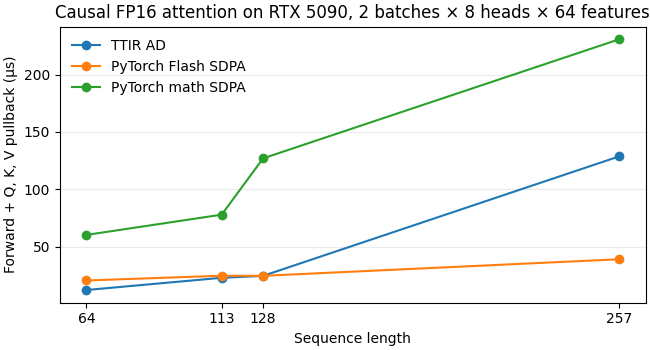 Causal FP16 attention on RTX 5090, 2 batches × 8 heads × 64 features
TTIR AD
PyTorch Flash SDPA
PyTorch math SDPA
Forward + Q, K, V pullback (μs)
200
150
100
50
64
113
128
257
Sequence length